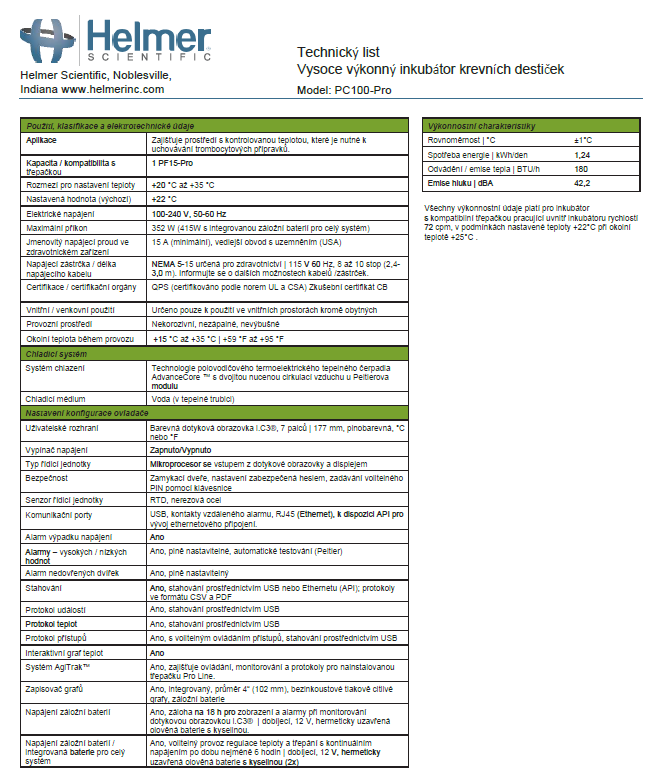 Helmer
SCIENTIFIC
Helmer Scientific, Noblesville,
Indiana www.helmerinc.com
Technický list
Vysoce výkonný inkubátor krevních destiček
Model: PC100-Pro
Použití, klasifikace a elektrotechnické údaje
Aplikace
Zajišťuje prostředí s kontrolovanou teplotou, které je nutné k
uchovávání trombocytových přípravků.
Kapacita / kompatibilita s
třepačkou
1 PF15-Pro
Rozmezí pro nastavení teploty
+20 °C až +35 °C
Nastavená hodnota (výchozí)
+22 °C
Elektrické napájení
100-240 V, 50-60 Hz
Maximální příkon
352 W (415W s integrovanou záložní baterií pro celý systém)
Jmenovitý napájecí proud ve
zdravotnickém zařízení
15 A (minimální), vedlejší obvod s uzemněním (USA)
Napájecí zástrčka / délka
napájecího kabelu
NEMA 5-15 určená pro zdravotnictví | 115 V 60 Hz, 8 až 10 stop (2,4-
3,0 m). Informujte se o dalších možnostech kabelů /zástrček.
Certifikace / certifikační orgány
QPS (certifikováno podle norem UL a CSA) Zkušební certifikát CB
Vnitřní / venkovní použití
Určeno pouze k použití ve vnitřních prostorách kromě obytných
Provozní prostředí
Nekorozivní, nezápalné, nevýbušné
Okolní teplota během provozu
+15 °C až +35 °C | +59 °F až +95 °F
Chladicí systém
Systém chlazení
Technologie polovodičového termoelektrického tepelného čerpadla
AdvanceCore ™ s dvojitou nucenou cirkulací vzduchu u Peltierova
modulu
Chladicí médium
Voda (v tepelné trubici)
Nastavení konfigurace ovladače
Uživatelské rozhraní
Barevná dotyková obrazovka i.C3®, 7 palců | 177 mm, plnobarevná, °C
nebo °F
Vypínač napájení
Zapnuto/Vypnuto
Typ řídicí jednotky
Mikroprocesor se vstupem z dotykové obrazovky a displejem
Bezpečnost
Zamykací dveře, nastavení zabezpečená heslem, zadávání volitelného
PIN pomocí klávesnice
Senzor řídicí jednotky
RTD, nerezová ocel
Komunikační porty
USB, kontakty vzdáleného alarmu, RJ45 (Ethernet), k dispozici API pro
vývoj ethernetového připojení.
Alarm výpadku napájení
Ano
Alarmy – vysokých / nízkých
hodnot
Ano, plně nastavitelné, automatické testování (Peltier)
Alarm nedovřených dvířek
Ano, plně nastavitelný
Stahování
Ano, stahování prostřednictvím USB nebo Ethernetu (API); protokoly
ve formátu CSV a PDF
Protokol událostí
Ano, stahování prostřednictvím USB
Protokol teplot
Ano, stahování prostřednictvím USB
Protokol přístupů
Ano, s volitelným ovládáním přístupů, stahování prostřednictvím USB
Interaktivní graf teplot
Ano
Systém AgiTrak™
Ano, zajišťuje ovládání, monitorování a protokoly pro nainstalovanou
třepačku Pro Line.
Zapisovač grafů
Ano, integrovaný, průměr 4" (102 mm), bezinkoustové tlakově citlivé
grafy, záložní baterie
Napájení záložní baterií
Ano, záloha na 18 h pro zobrazení a alarmy při monitorování
dotykovou obrazovkou i.C3® | dobíjecí, 12 V, hermeticky uzavřená
olověná baterie s kyselinou.
Napájení záložní baterií /
integrovaná baterie pro celý
systém
Ano, volitelný provoz regulace teploty a třepání s kontinuálním
napájením po dobu nejméně 6 hodin | dobíjecí, 12 V, hermeticky
uzavřená olověná baterie s kyselinou (2x)
Výkonnostní charakteristiky
Rovnoměrnost | °C
±1°C
Spotřeba energie | kWh/den
1,24
Odvádění / emise tepla | BTU/h
180
Emise hluku | dBA
42,2
Všechny výkonnostní údaje platí pro inkubátor
s kompatibilní třepačkou pracující uvnitř inkubátoru rychlostí
72 cpm, v podmínkách nastavené teploty +22°C při okolní
teplotě +25°C .